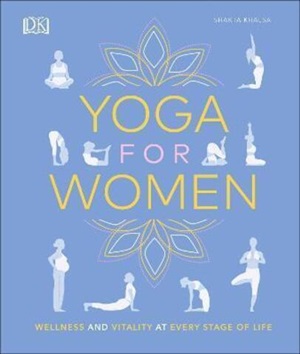 DK
SHAKTA KHALSA
YOGA
FOR
WOMEN
WELLNESS AND VITALITY AT EVERY STAGE OF LIFE